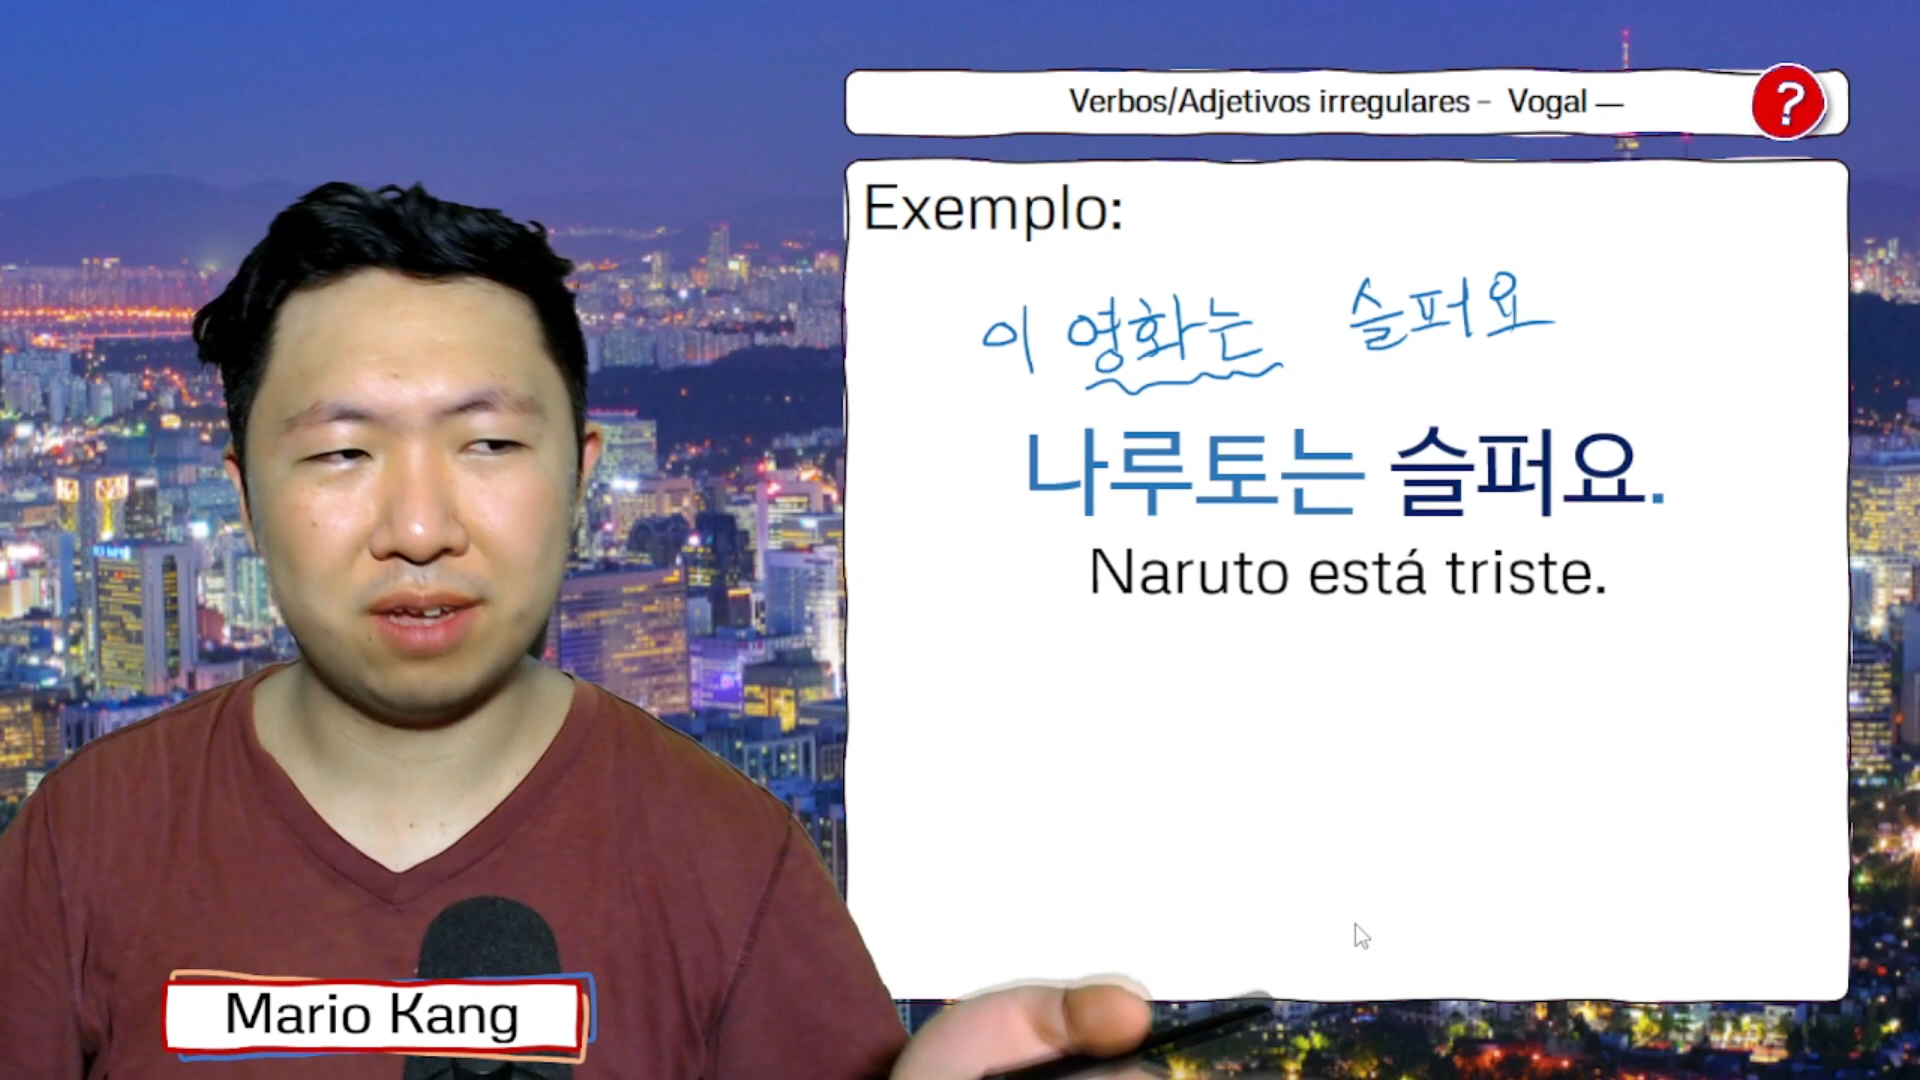 Verbos/Adjetivos irregulares - Vogal ㅡ
?
Exemplo:
이 영화는 슬퍼요
나루토는 슬퍼요.
Naruto está triste.
Mario Kang